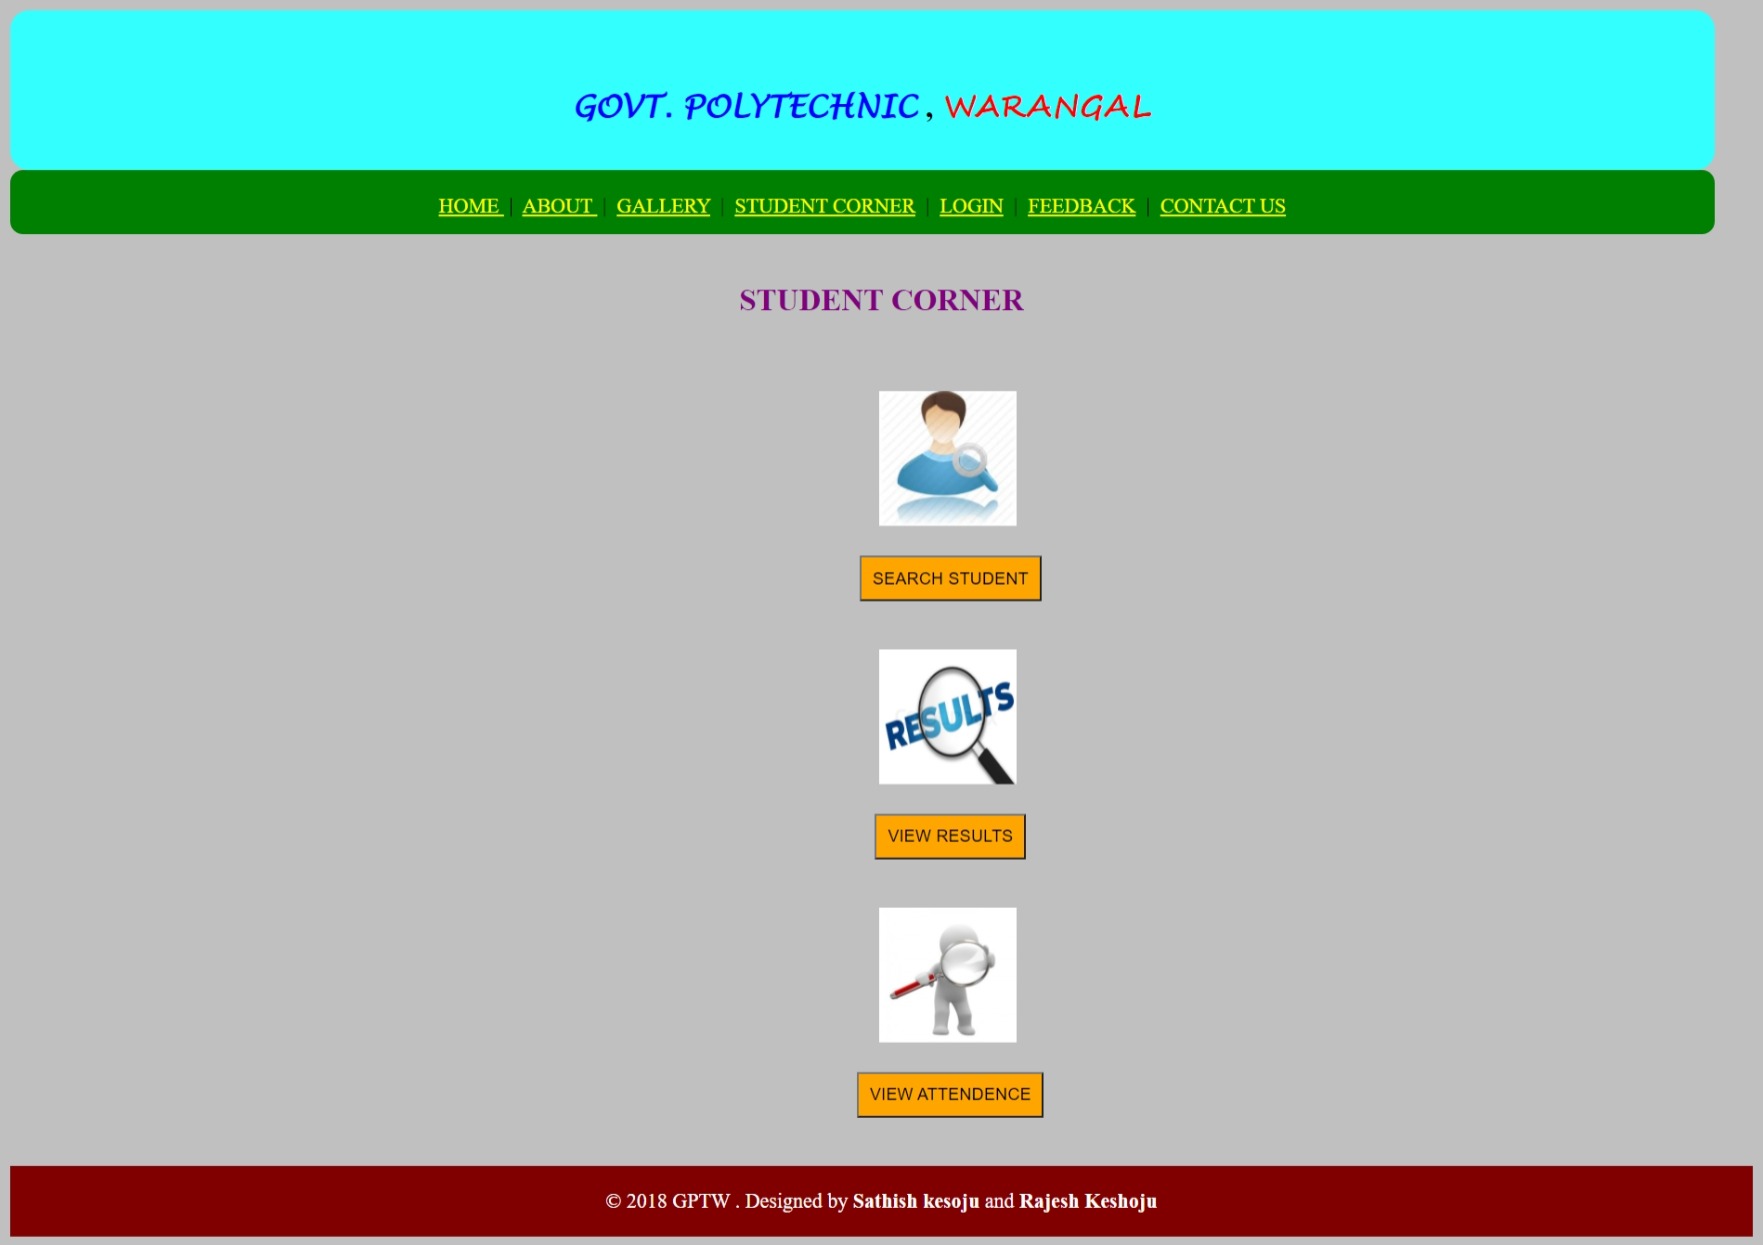 GOVT. POLYTECHNIC , WARANGAL
HOME | ABOUT | GALLERY | STUDENT CORNER | LOGIN | FEEDBACK | CONTACT US
STUDENT CORNER
SEARCH STUDENT
RESULTS
VIEW RESULTS
VIEW ATTENDENCE
© 2018 GPTW . Designed by Sathish kesoju and Rajesh Keshoju